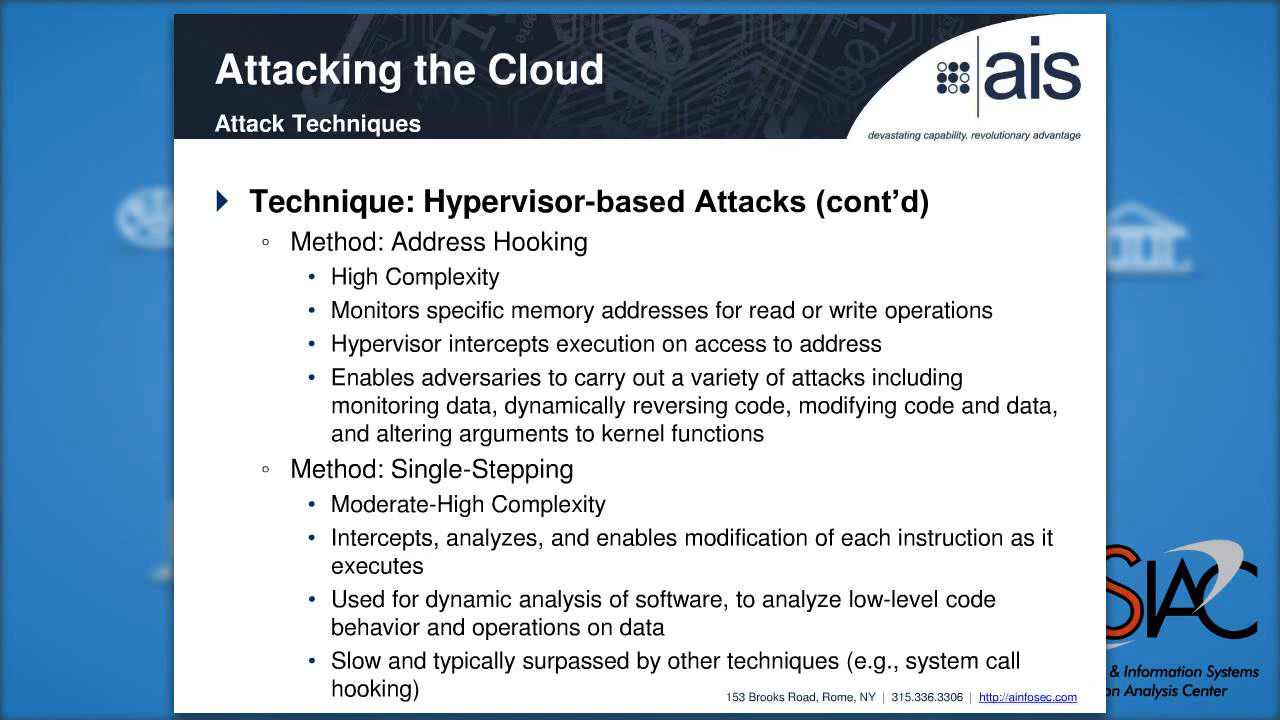 Attacking the Cloud
ais
Attack Techniques
devastating capability, revolutionary advantage
Technique: Hypervisor-based Attacks (cont’d)
Method: Address Hooking
• High Complexity
• Monitors specific memory addresses for read or write operations
• Hypervisor intercepts execution on access to address
• Enables adversaries to carry out a variety of attacks including
monitoring data, dynamically reversing code, modifying code and data,
and altering arguments to kernel functions
Method: Single-Stepping
• Moderate-High Complexity
• Intercepts, analyzes, and enables modification of each instruction as it
executes
• Used for dynamic analysis of software, to analyze low-level code
behavior and operations on data
• Slow and typically surpassed by other techniques (e.g., system call
hooking)
153 Brooks Road, Rome, NY | 315.336.3306 | http://ainfosec.com
SIAC
& Information Systems
on Analysis Center